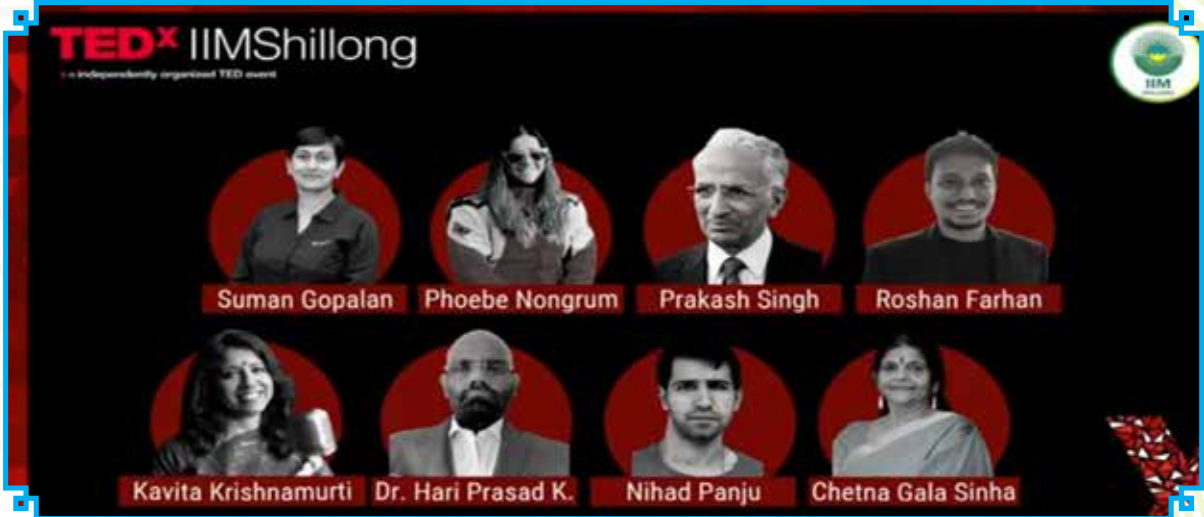 TEDx IIMShillong
x = independently organized TED event
IIM
Suman Gopalan
Phoebe Nongrum
Prakash Singh
Roshan Farhan
Kavita Krishnamurti
Dr. Hari Prasad K.
Nihad Panju
Chetna Gala Sinha